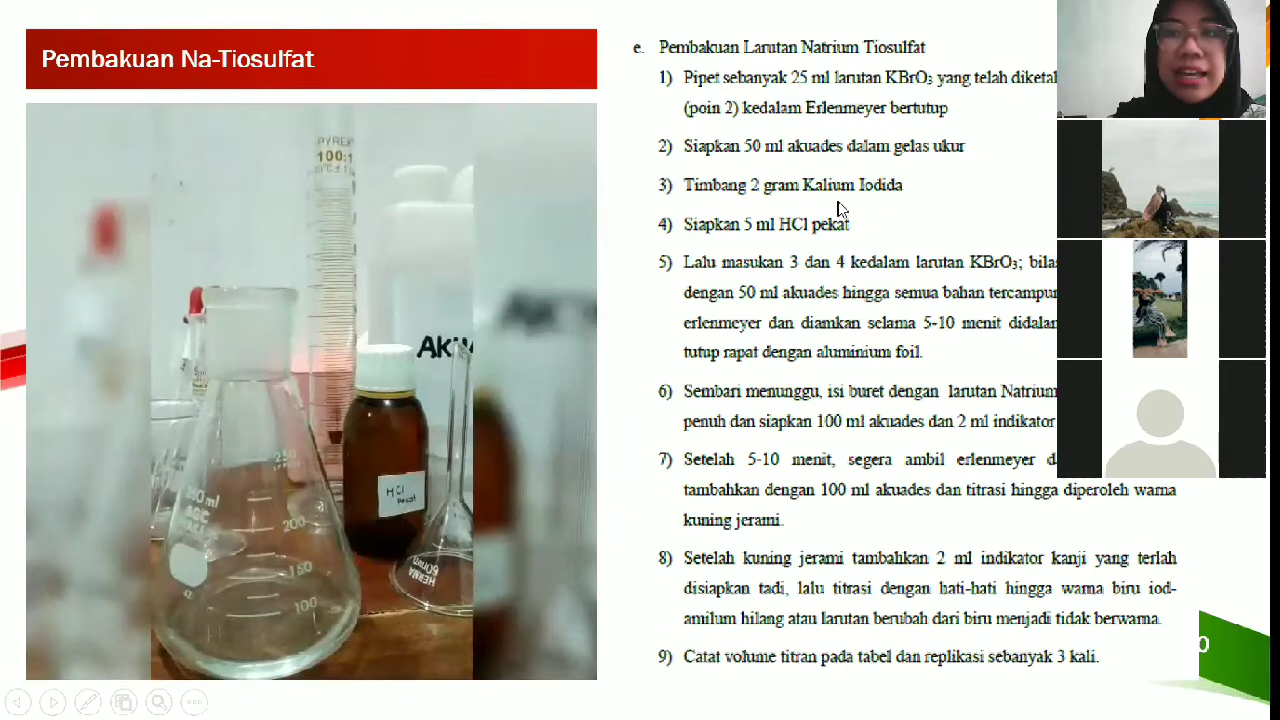 Pembakuan Na-Tiosulfat
e. Pembakuan Larutan Natrium Tiosulfat
1) Pipet sebanyak 25 ml larutan KBrO₃ yang telah
(poin 2) kedalam Erlenmeyer bertutup
2) Siapkan 50 ml akuades dalam gelas ukur
3) Timbang 2 gram Kalium Iodida
4) Siapkan 5 ml HCl pekat
5) Lalu masukan 3 dan 4 kedalam larutan KBrO₃;
dengan 50 ml akuades hingga semua bahan
erlenmeyer dan diamkan selama 5-10 menit
tutup rapat dengan aluminium foil.
6) Sembari menunggu, isi buret dengan larutan Natrium
penuh dan siapkan 100 ml akuades dan 2 ml indikator
7) Setelah 5-10 menit, segera ambil erlenmeyer
tambahkan dengan 100 ml akuades dan titrasi hingga diperoleh warna
kuning jerami.
8) Setelah kuning jerami tambahkan 2 ml indikator kanji yang terlah
disiapkan tadi, lalu titrasi dengan hati-hati hingga warna biru iod-
amilum hilang atau larutan berubah dari biru menjadi tidak berwarna.
9) Catat volume titran pada tabel dan replikasi sebanyak 3 kali.
PYREX
100:1
250
200
150
100
HCl
Pekat
HERMA
60mm
0